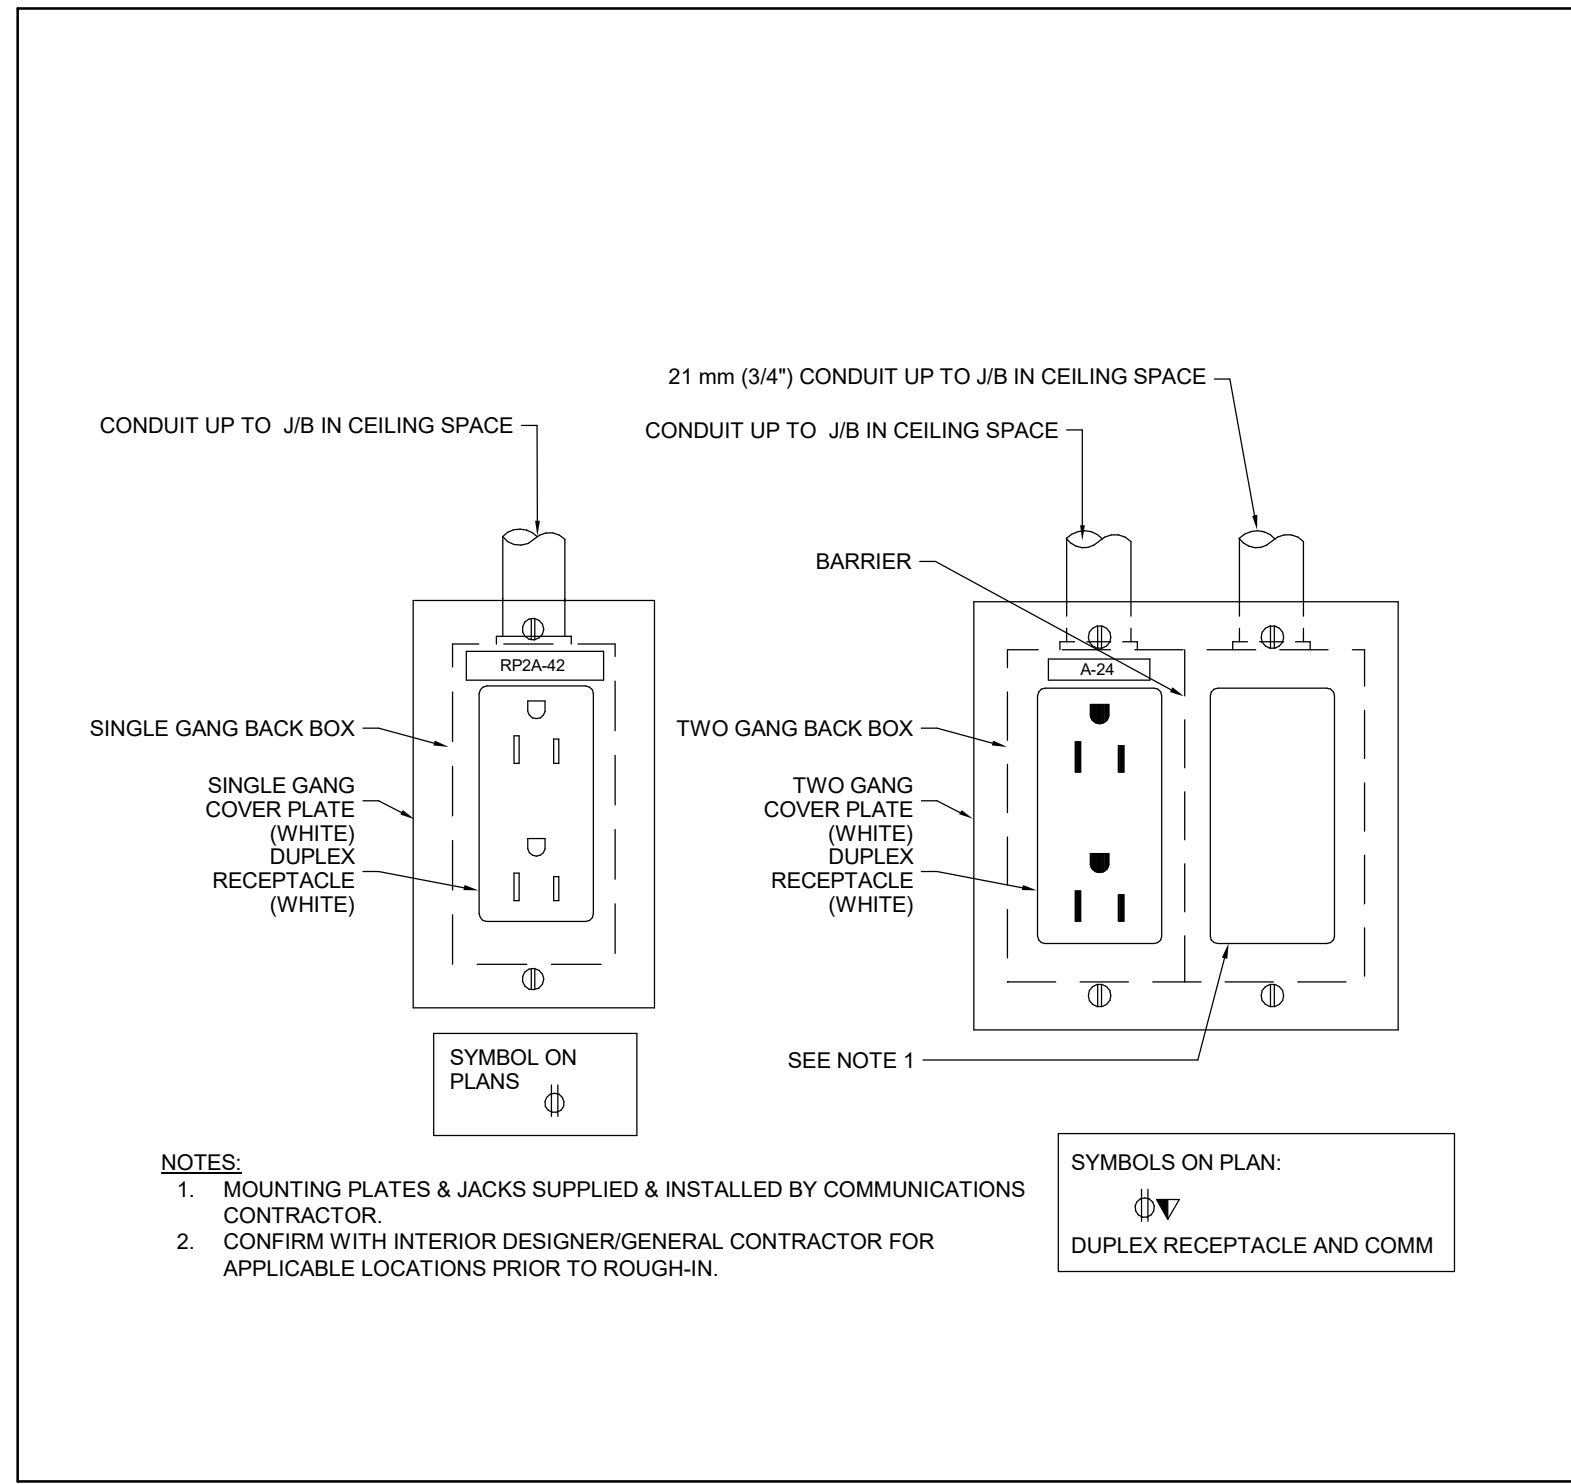 21 mm (3/4") CONDUIT UP TO J/B IN CEILING SPACE
CONDUIT UP TO J/B IN CEILING SPACE
CONDUIT UP TO J/B IN CEILING SPACE
BARRIER
RP2A-42
A-24
SINGLE GANG BACK BOX
SINGLE GANG
COVER PLATE
(WHITE)
DUPLEX
RECEPTACLE
(WHITE)
TWO GANG BACK BOX
TWO GANG
COVER PLATE
(WHITE)
DUPLEX
RECEPTACLE
(WHITE)
SEE NOTE 1
SYMBOL ON
PLANS
NOTES:
1. MOUNTING PLATES & JACKS SUPPLIED & INSTALLED BY COMMUNICATIONS
CONTRACTOR.
2. CONFIRM WITH INTERIOR DESIGNER/GENERAL CONTRACTOR FOR
APPLICABLE LOCATIONS PRIOR TO ROUGH-IN.
SYMBOLS ON PLAN:
DUPLEX RECEPTACLE AND COMM